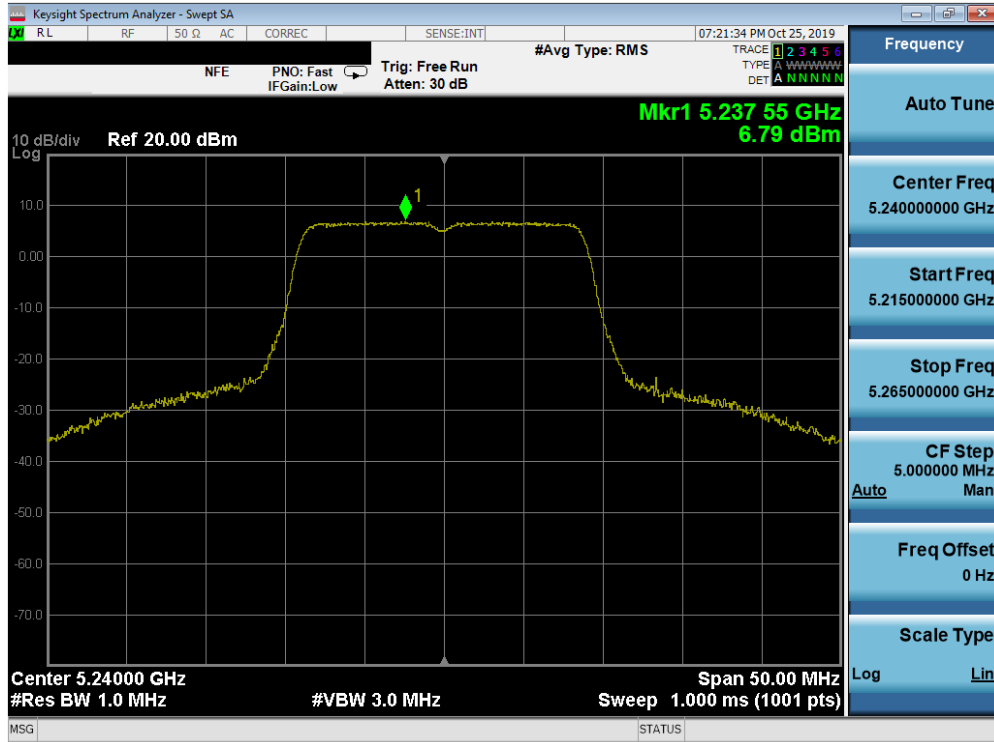 Keysight Spectrum Analyzer - Swept SA
LXI RL RF 50 Ω AC CORREC SENSE:INT 07:21:34 PM Oct 25, 2019
NFE PNO: Fast Trig: Free Run #Avg Type: RMS TRACE 1 2 3 4 5 6
IFGain:Low Atten: 30 dB TYPE A WWWWW
DET A N N N N N
Mkr1 5.237 55 GHz
6.79 dBm
10 dB/div Ref 20.00 dBm
Log
1
10.0
0.00
-10.0
-20.0
-30.0
-40.0
-50.0
-60.0
-70.0
Center 5.24000 GHz Span 50.00 MHz
#Res BW 1.0 MHz #VBW 3.0 MHz Sweep 1.000 ms (1001 pts)
MSG STATUS
Frequency
Auto Tune
Center Freq
5.240000000 GHz
Start Freq
5.215000000 GHz
Stop Freq
5.265000000 GHz
CF Step
5.000000 MHz
Auto Man
Freq Offset
0 Hz
Scale Type
Log Lin